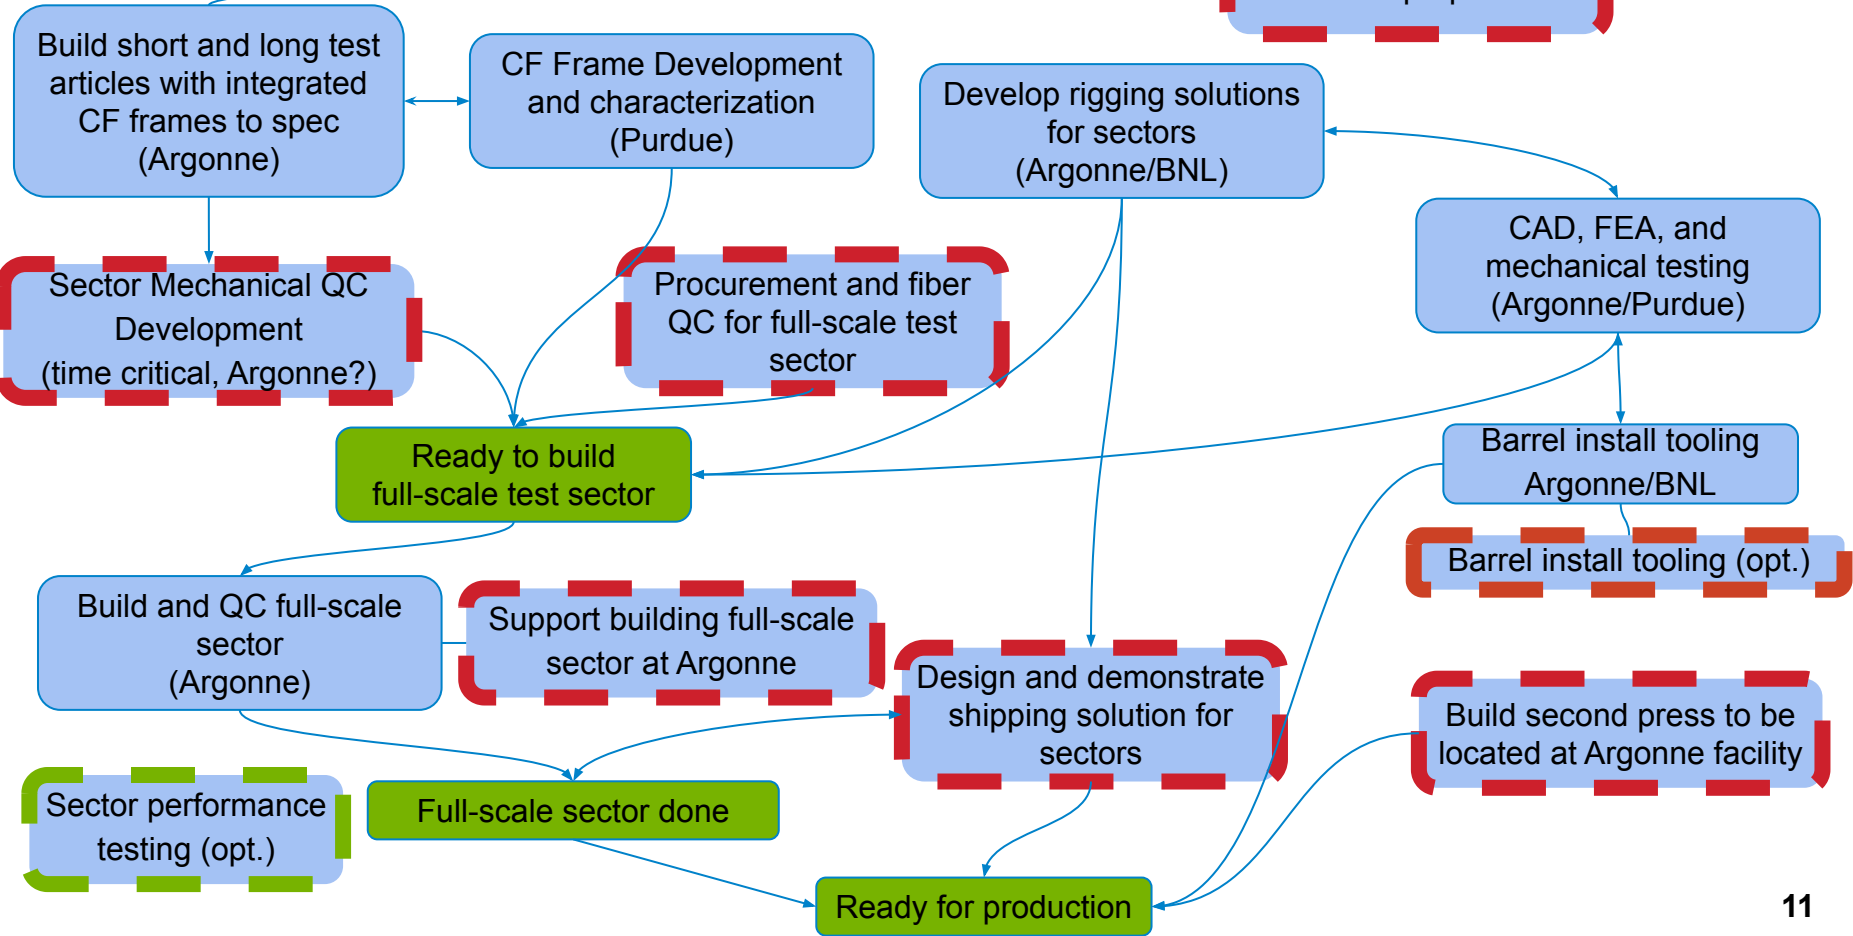 Build short and long test
articles with integrated
CF frames to spec
(Argonne)
CF Frame Development
and characterization
(Purdue)
Develop rigging solutions
for sectors
(Argonne/BNL)
CAD, FEA, and
mechanical testing
(Argonne/Purdue)
Sector Mechanical QC
Development
(time critical, Argonne?)
Procurement and fiber
QC for full-scale test
sector
Ready to build
full-scale test sector
Barrel install tooling
Argonne/BNL
Barrel install tooling (opt.)
Build and QC full-scale
sector
(Argonne)
Support building full-scale
sector at Argonne
Design and demonstrate
shipping solution for
sectors
Build second press to be
located at Argonne facility
Sector performance
testing (opt.)
Full-scale sector done
Ready for production
11